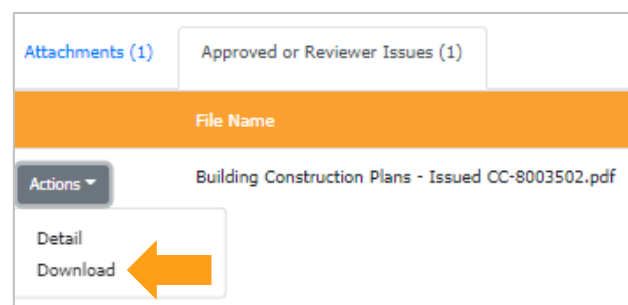 Attachments (1) Approved or Reviewer Issues (1)
File Name
Actions Building Construction Plans - Issued CC-8003502.pdf
Detail
Download